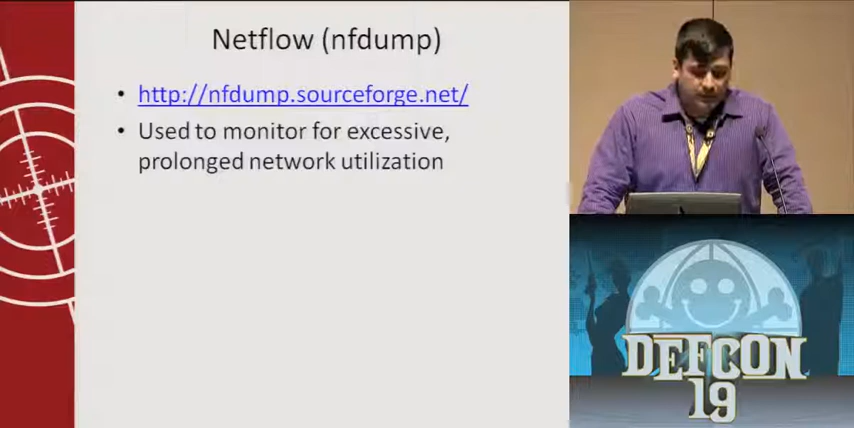 Netflow (nfdump)
• http://nfdump.sourceforge.net/
• Used to monitor for excessive,
prolonged network utilization
DEFCON
19